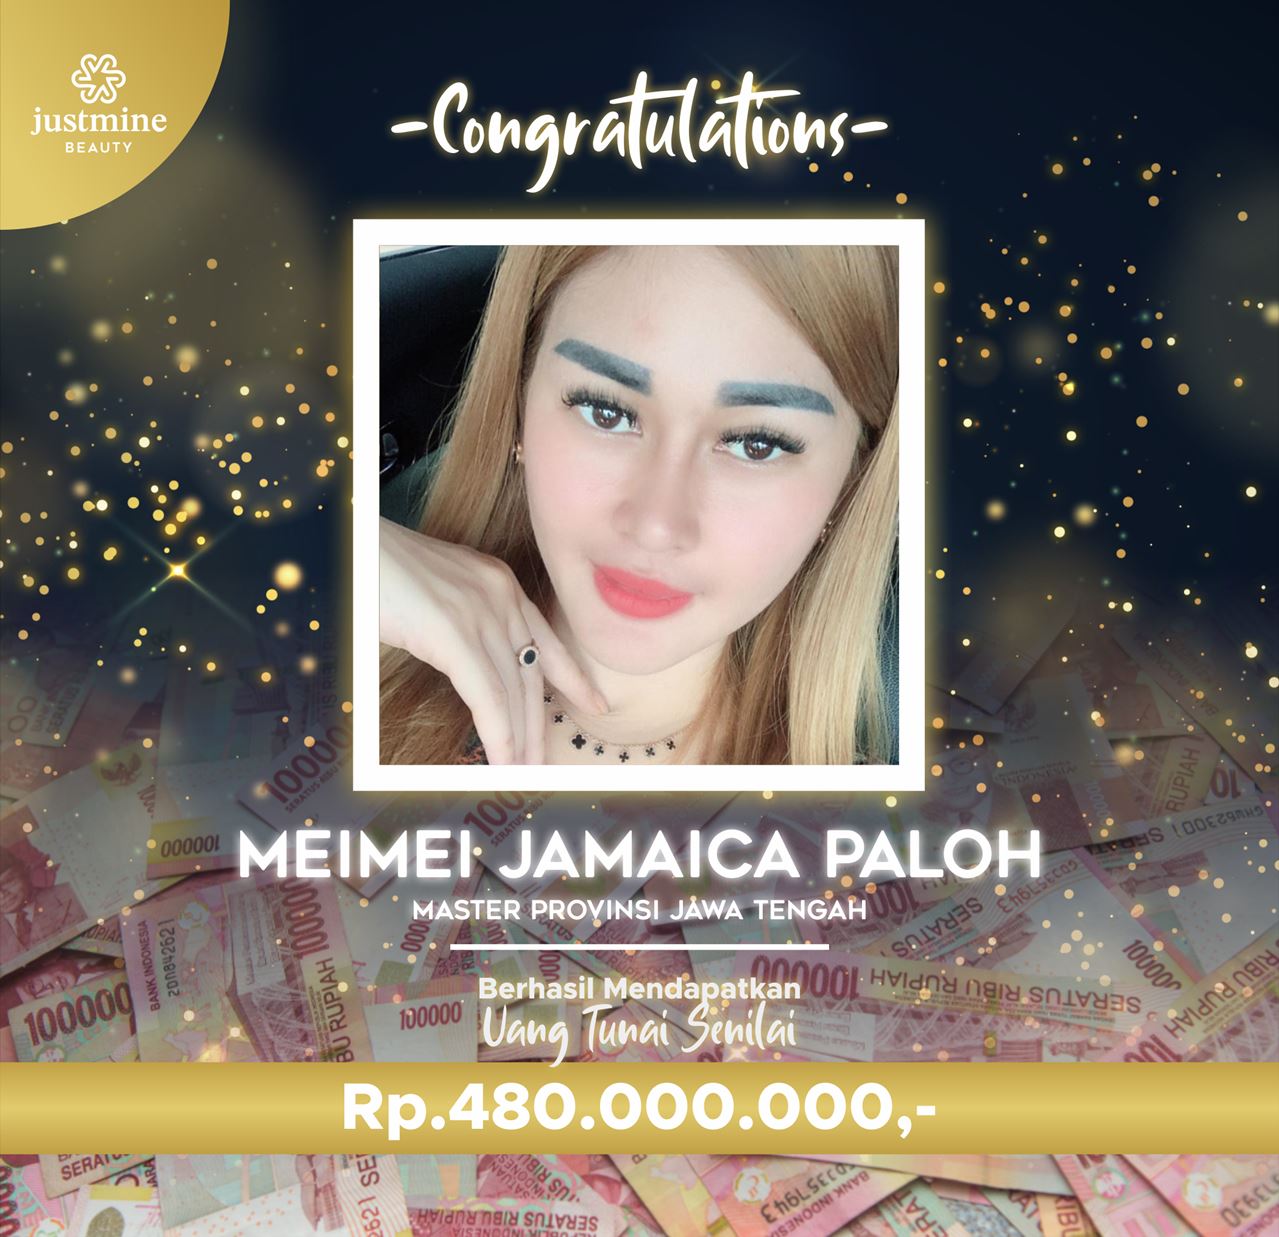 justmine
BEAUTY
-Congratulations-
MEIMEI JAMAICA PALOH
MASTER PROVINSI JAWA TENGAH
Berhasil Mendapatkan
Uang Tunai Senilai
Rp.480.000.000,-